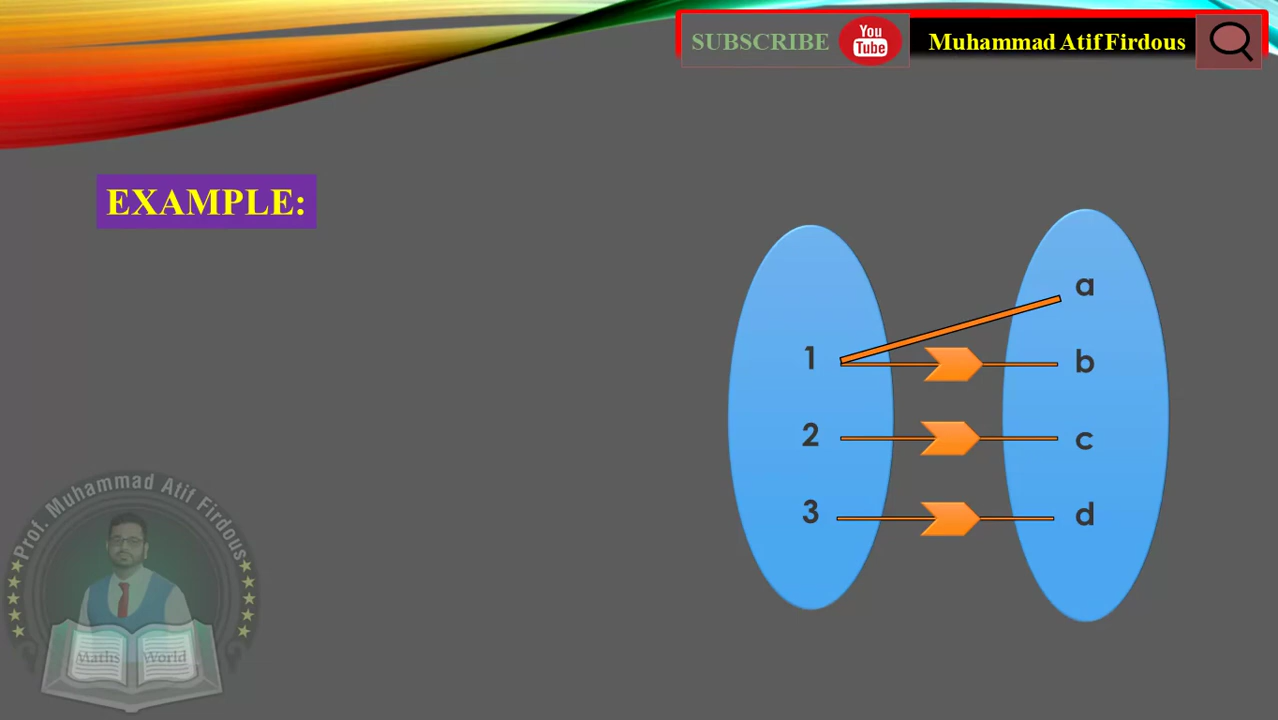 SUBSCRIBE You Tube Muhammad Atif Firdous
EXAMPLE:
a
1 b
2 c
3 d
Prof. Muhammad Atif Firdous
Maths World